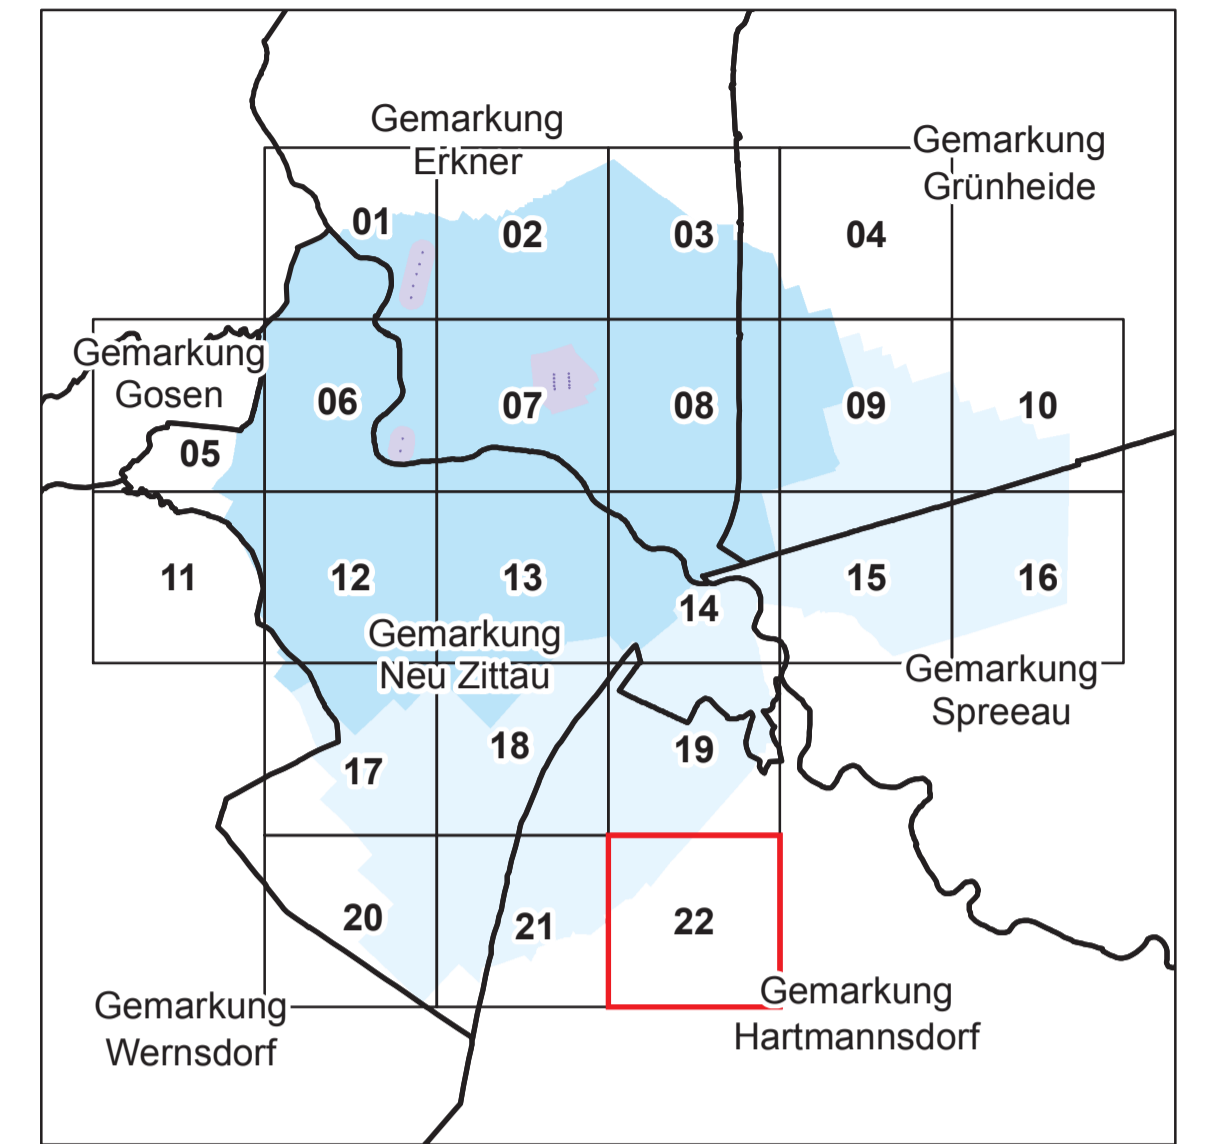 Gemarkung
Erkner
Gemarkung
Grünheide
01
02
03
04
Gemarkung
Gosen
05
06
07
08
09
10
11
12
13
14
15
16
Gemarkung
Neu Zittau
Gemarkung
Spreeau
17
18
19
20
21
22
Gemarkung
Wernsdorf
Gemarkung
Hartmannsdorf